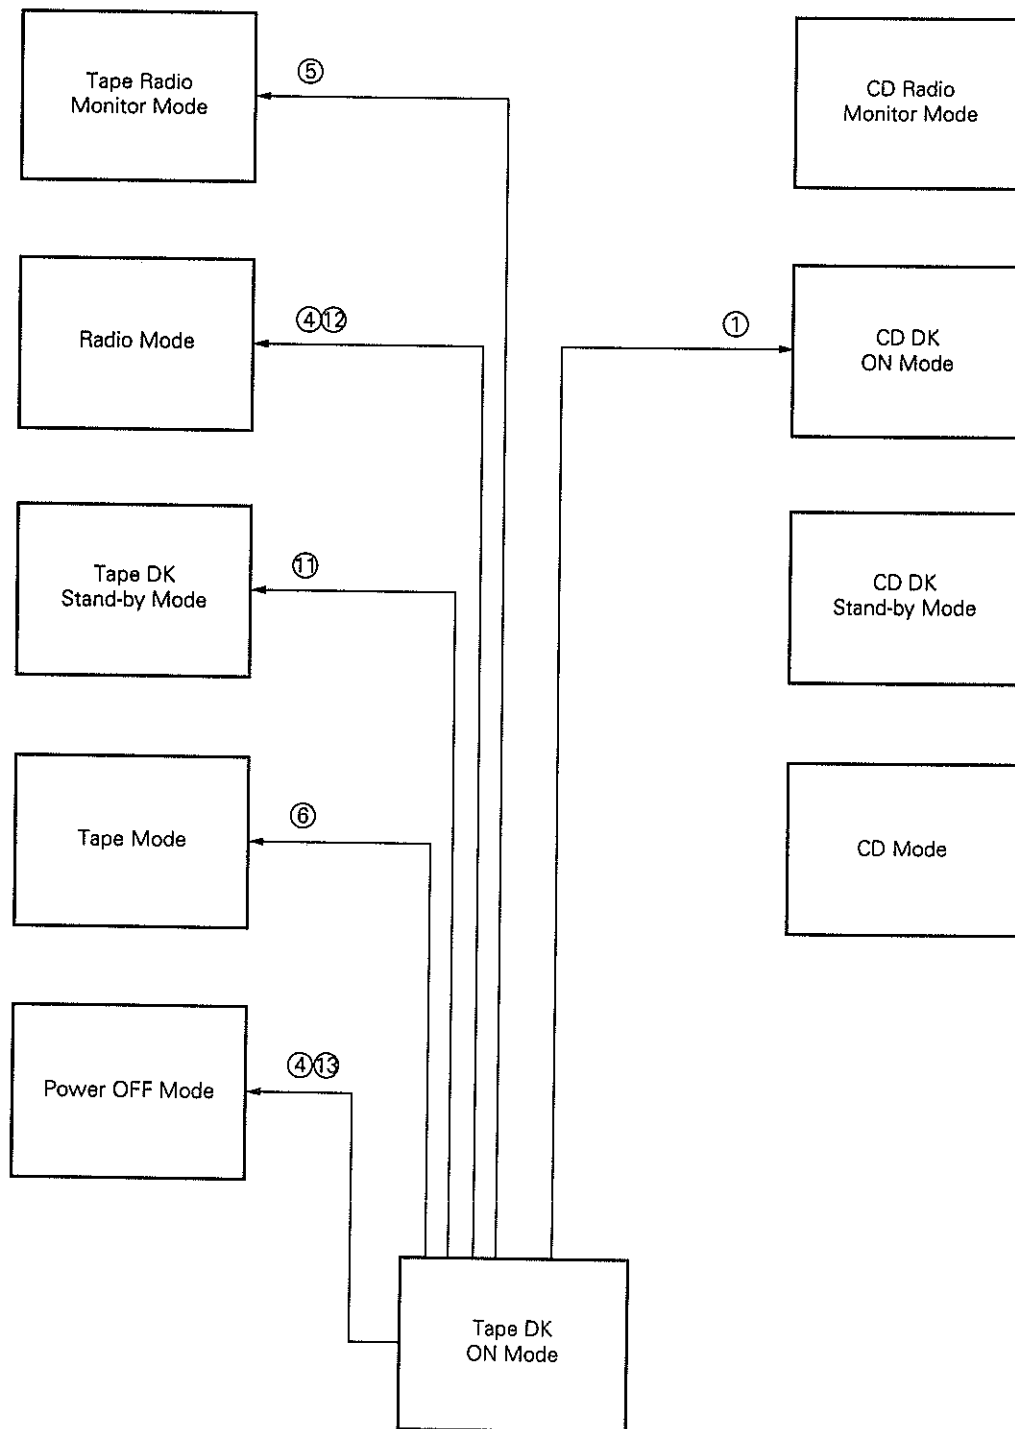 Tape Radio
Monitor Mode
⑤
CD Radio
Monitor Mode
Radio Mode
④⑫
①
CD DK
ON Mode
Tape DK
Stand-by Mode
⑪
CD DK
Stand-by Mode
Tape Mode
⑥
CD Mode
Power OFF Mode
④⑬
Tape DK
ON Mode